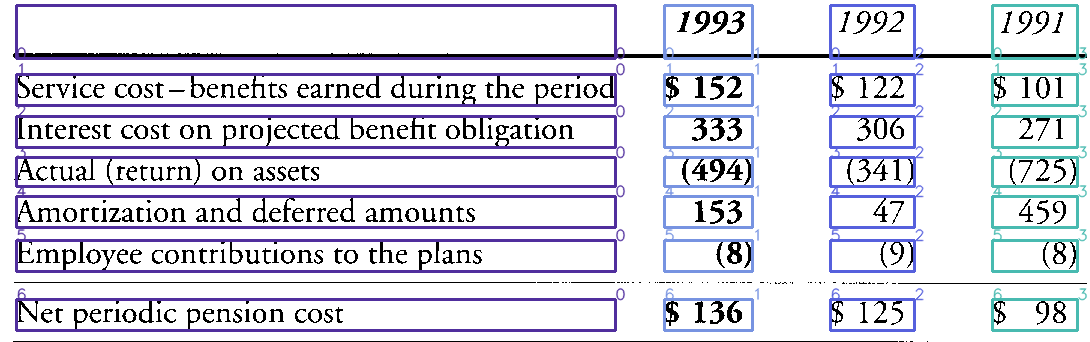 1993 1992 1991
Service cost–benefits earned during the period $ 152 $ 122 $ 101
Interest cost on projected benefit obligation 333 306 271
Actual (return) on assets (494) (341) (725)
Amortization and deferred amounts 153 47 459
Employee contributions to the plans (8) (9) (8)
Net periodic pension cost $ 136 $ 125 $ 98